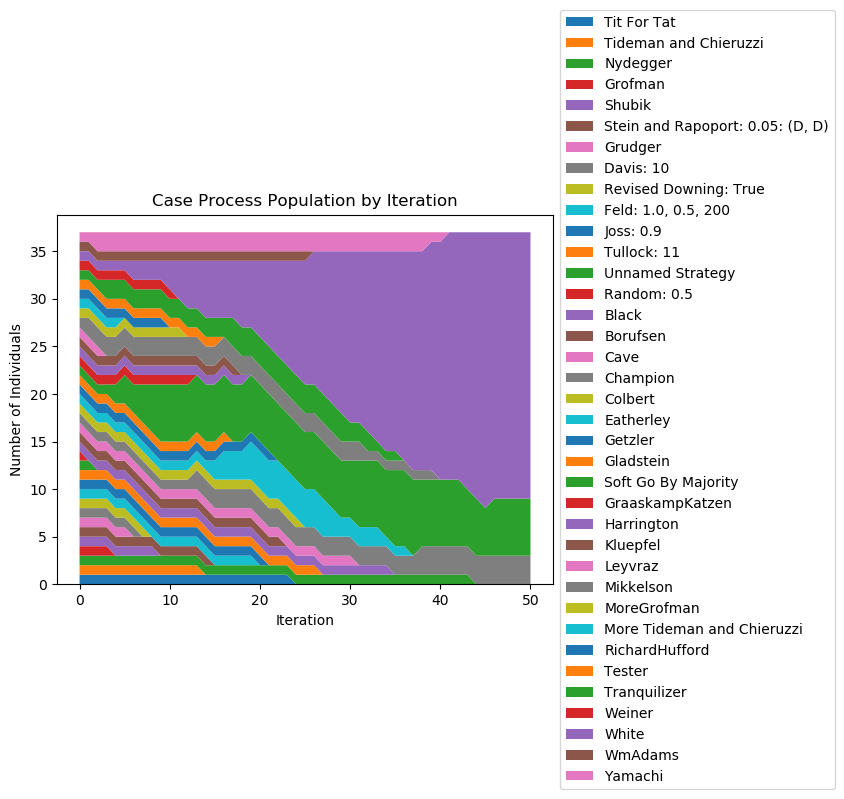 Case Process Population by Iteration
Number of Individuals
35
30
25
20
15
10
5
0
0 10 20 30 40 50
Iteration
Tit For Tat
Tideman and Chieruzzi
Nydegger
Grofman
Shubik
Stein and Rapoport: 0.05: (D, D)
Grudger
Davis: 10
Revised Downing: True
Feld: 1.0, 0.5, 200
Joss: 0.9
Tullock: 11
Unnamed Strategy
Random: 0.5
Black
Borufsen
Cave
Champion
Colbert
Eatherley
Getzler
Gladstein
Soft Go By Majority
GraaskampKatzen
Harrington
Kluepfel
Leyvraz
Mikkelson
MoreGrofman
More Tideman and Chieruzzi
RichardHufford
Tester
Tranquilizer
Weiner
White
WmAdams
Yamachi